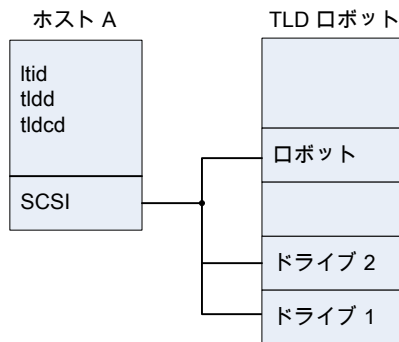 ホスト A
ltid
tldd
tldcd
SCSI
TLD ロボット
ロボット
ドライブ 2
ドライブ 1